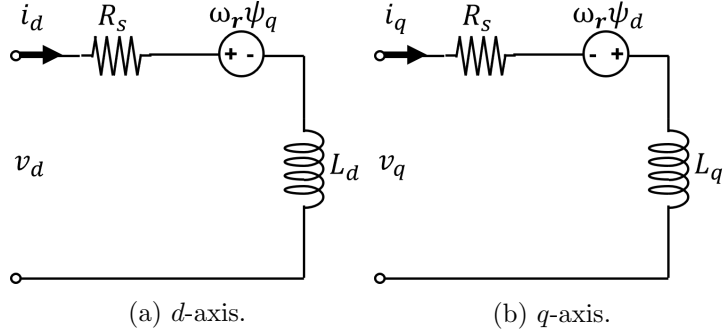 i_d R_s ω_r ψ_q i_q R_s ω_r ψ_d
+ - - +
v_d L_d v_q L_q
(a) d-axis. (b) q-axis.